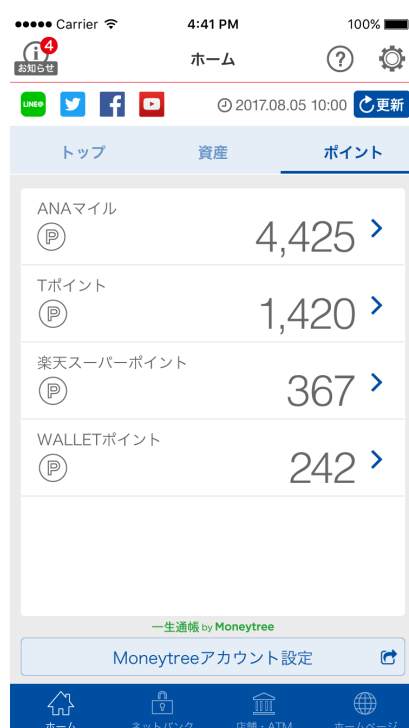 Carrier 4:41 PM 100%
4
お知らせ
ホーム
?
LINE@
2017.08.05 10:00
更新
トップ 資産 ポイント
ANAマイル
P
4,425
Tポイント
P
1,420
楽天スーパーポイント
P
367
WALLETポイント
P
242
一生通帳 by Moneytree
Moneytreeアカウント設定
ホーム ネットバンク 店舗・ATM ホームページ